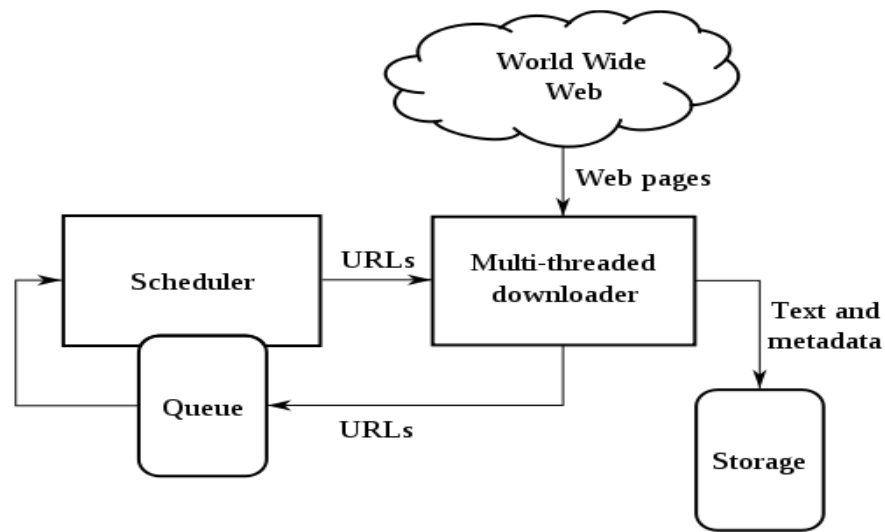 World Wide
Web
Web pages
Scheduler
URLs
Multi-threaded
downloader
Text and
metadata
Queue
URLs
Storage